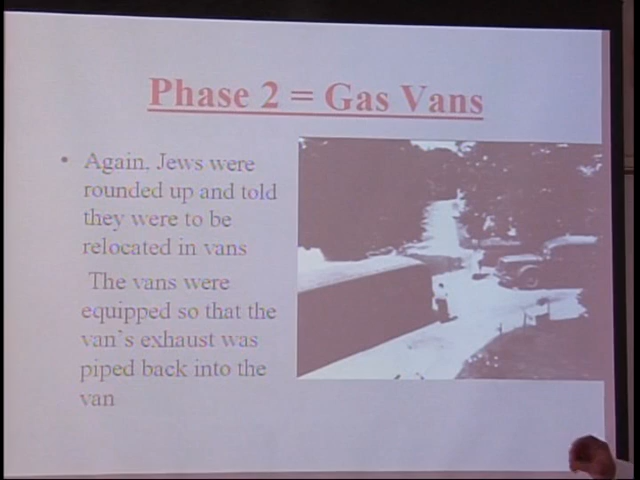 Phase 2 = Gas Vans
• Again, Jews were
rounded up and told
they were to be
relocated in vans
The vans were
equipped so that the
van's exhaust was
piped back into the
van